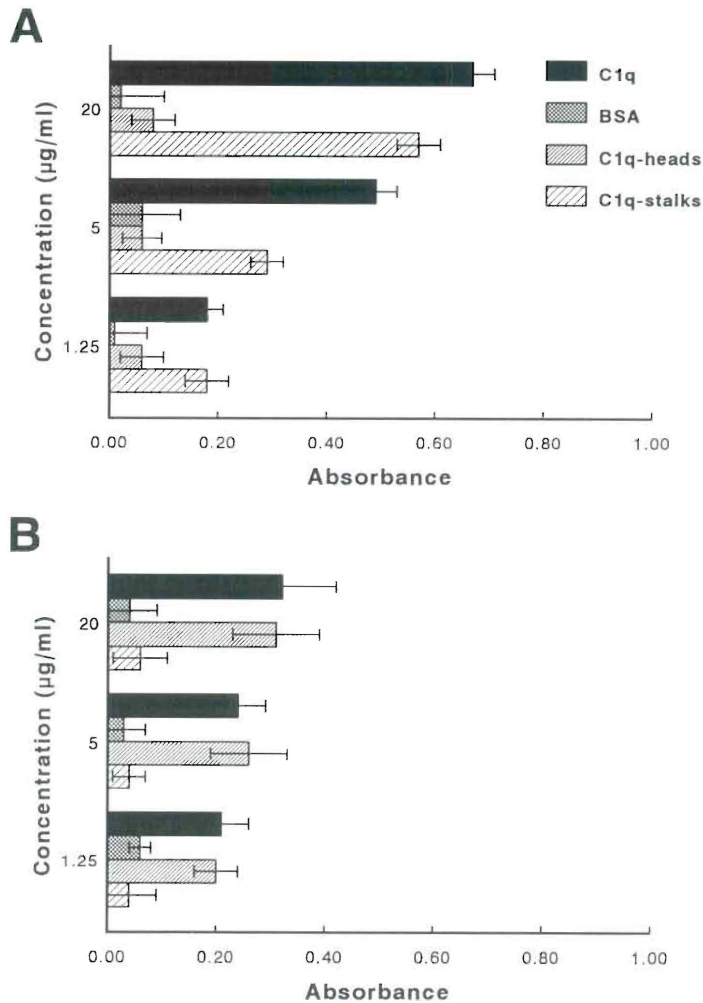 A
C1q
BSA
C1q-heads
C1q-stalks
Concentration (µg/ml)
20
5
1.25
0.00 0.20 0.40 0.60 0.80 1.00
Absorbance
B
Concentration (µg/ml)
20
5
1.25
0.00 0.20 0.40 0.60 0.80 1.00
Absorbance